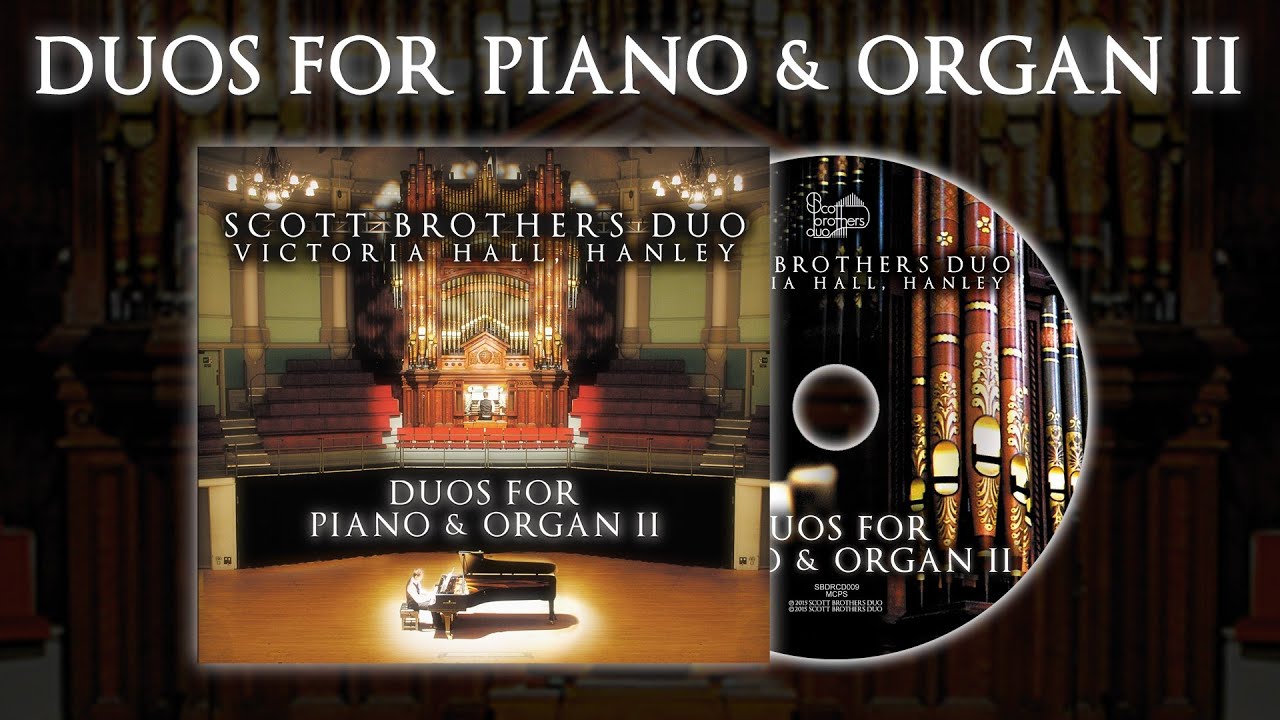 DUOS FOR PIANO & ORGAN II
SCOTT BROTHERS DUO
VICTORIA HALL, HANLEY
DUOS FOR
PIANO & ORGAN II
Scott
brothers
duo
BROTHERS DUO
IA HALL, HANLEY
UOS FOR
O & ORGAN II
SBDRCD009
MCPS
℗ 2015 SCOTT BROTHERS DUO
© 2015 SCOTT BROTHERS DUO